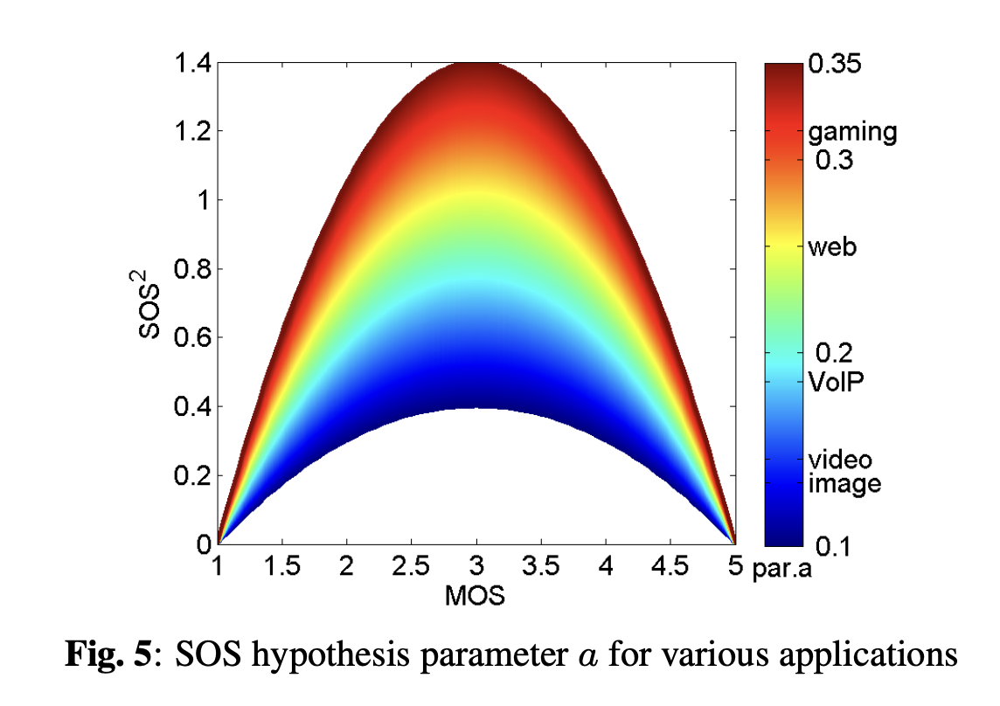 1.4
1.2
1
0.8
0.6
0.4
0.2
0
SOS²
1 1.5 2 2.5 3 3.5 4 4.5 5
MOS
0.35
gaming
0.3
web
0.2
VoIP
video
image
0.1
par.a
Fig. 5: SOS hypothesis parameter a for various applications